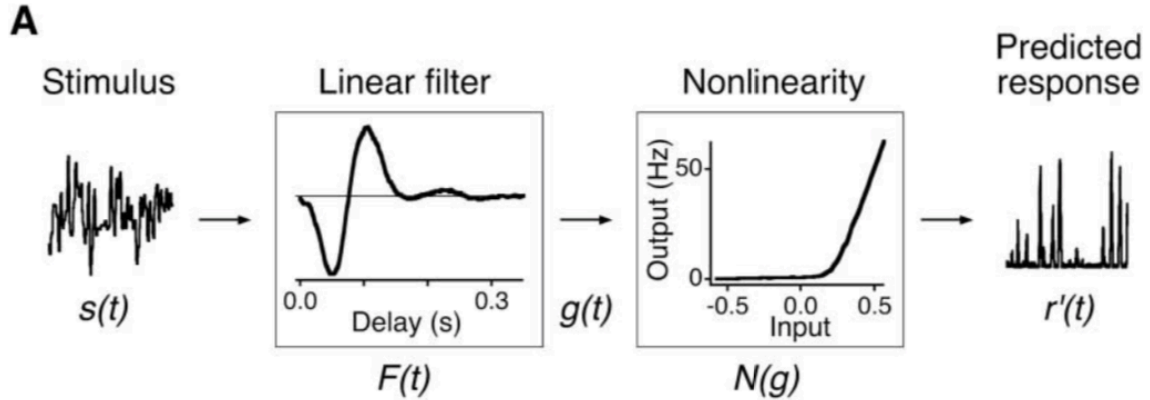 A
Stimulus
Linear filter
Nonlinearity
Predicted
response
s(t)
0.0
0.3
Delay (s)
F(t)
g(t)
Output (Hz)
50
0
-0.5
0.0
0.5
Input
N(g)
r'(t)